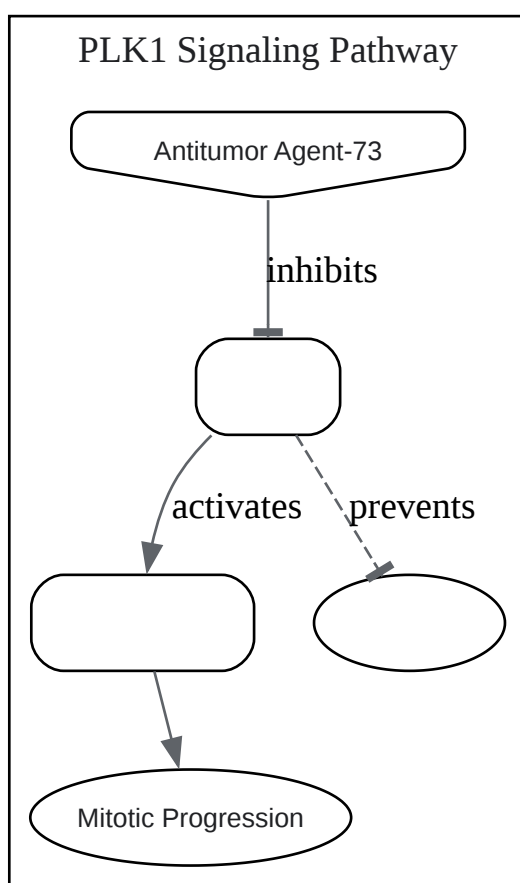 PLK1 Signaling Pathway
Antitumor Agent-73
inhibits
activates
prevents
Mitotic Progression